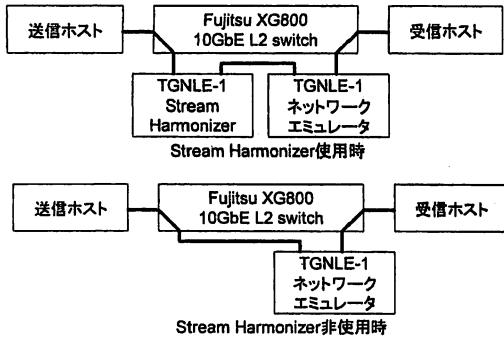 送信ホスト
Fujitsu XG800
10GbE L2 switch
受信ホスト
TGNLE-1
Stream
Harmonizer
TGNLE-1
ネットワーク
エミュレータ
Stream Harmonizer使用時
送信ホスト
Fujitsu XG800
10GbE L2 switch
受信ホスト
TGNLE-1
ネットワーク
エミュレータ
Stream Harmonizer非使用時